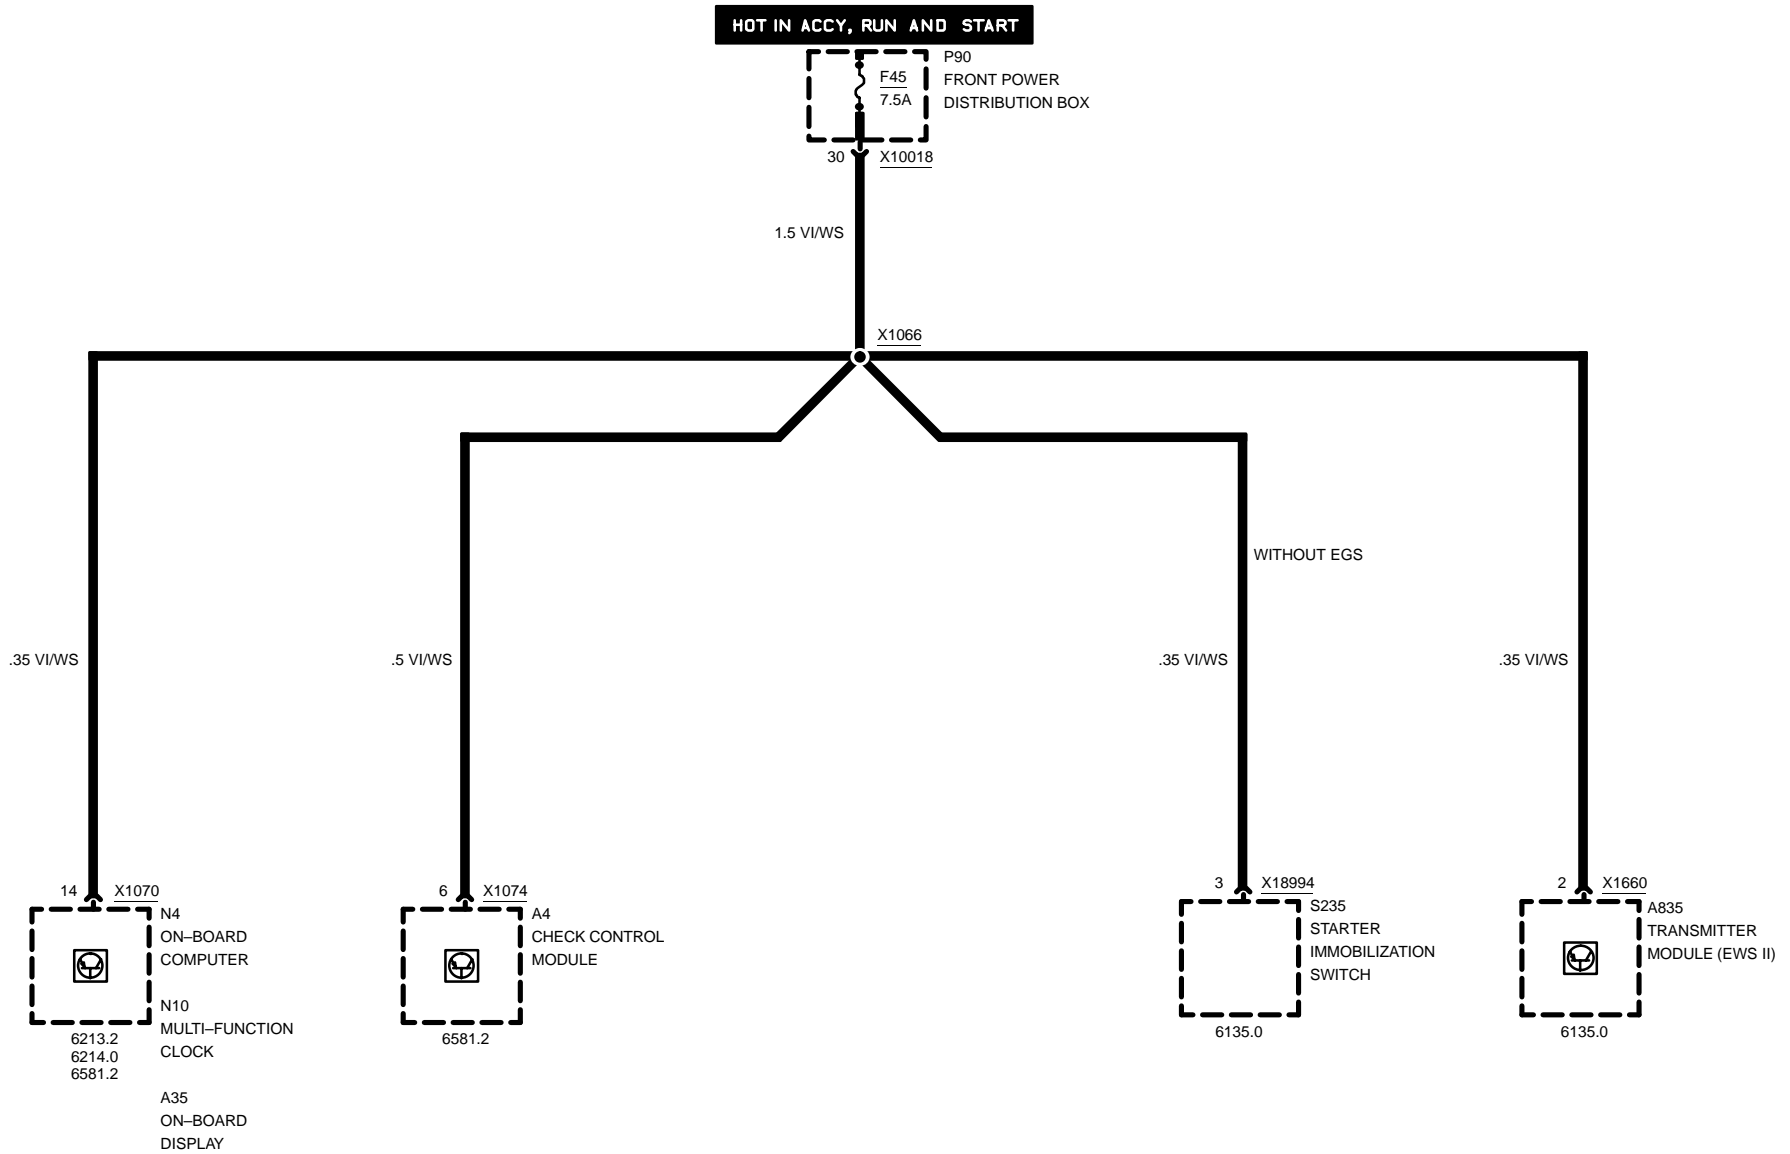 HOT IN ACCY, RUN AND START
P90
FRONT POWER
DISTRIBUTION BOX
F45
7.5A
30
X10018
1.5 VI/WS
X1066
WITHOUT EGS
.35 VI/WS
.5 VI/WS
.35 VI/WS
.35 VI/WS
14
X1070
N4
ON–BOARD
COMPUTER
N10
MULTI–FUNCTION
CLOCK
A35
ON–BOARD
DISPLAY
6213.2
6214.0
6581.2
6
X1074
A4
CHECK CONTROL
MODULE
6581.2
3
X18994
S235
STARTER
IMMOBILIZATION
SWITCH
6135.0
2
X1660
A835
TRANSMITTER
MODULE (EWS II)
6135.0